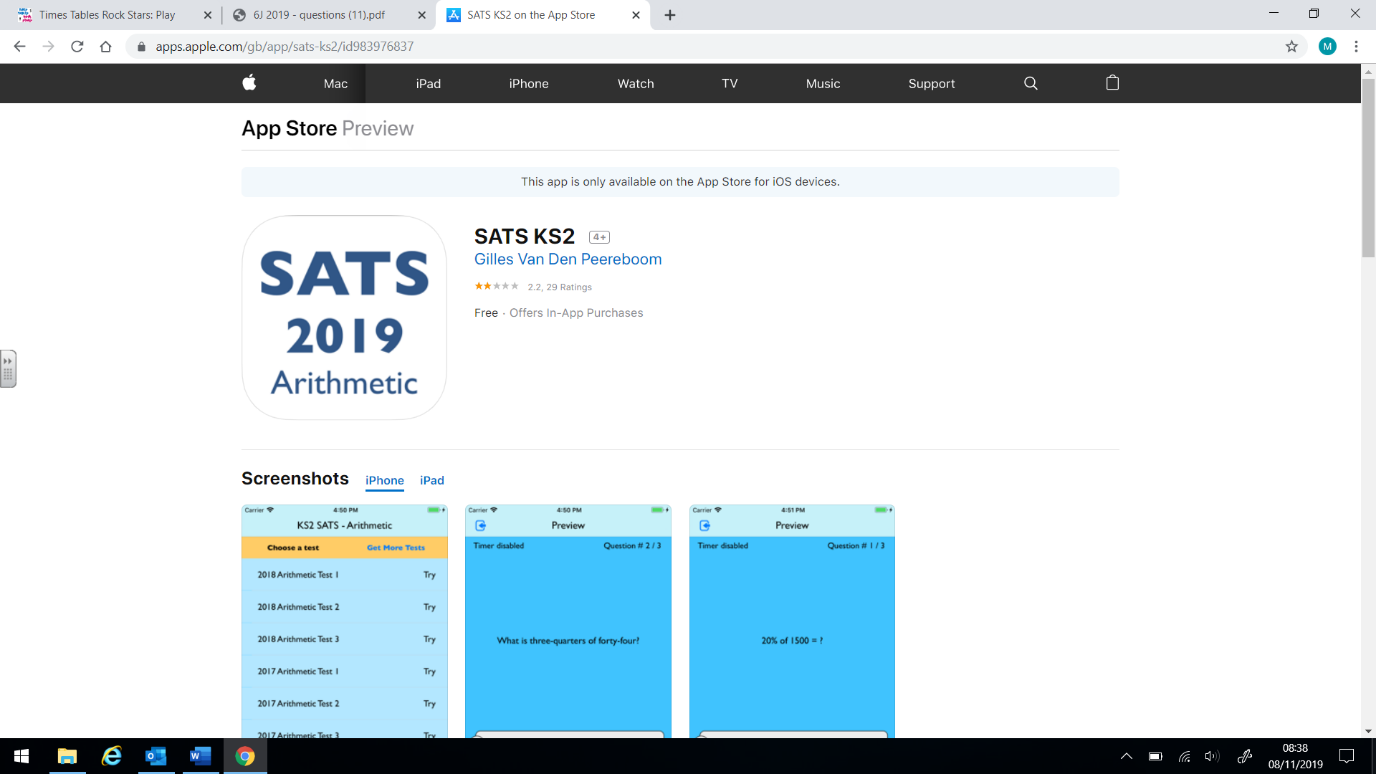 Times Tables Rock Stars: Play
6J 2019 - questions (11).pdf
SATS KS2 on the App Store
apps.apple.com/gb/app/sats-ks2/id983976837
M
Mac iPad iPhone Watch TV Music Support
App Store Preview
This app is only available on the App Store for iOS devices.
SATS
2019
Arithmetic
SATS KS2 4+
Gilles Van Den Peereboom
2.2, 29 Ratings
Free · Offers In-App Purchases
Screenshots iPhone iPad
Carrier 4:50 PM
KS2 SATS - Arithmetic
Choose a test Get More Tests
2018 Arithmetic Test 1 Try
2018 Arithmetic Test 2 Try
2018 Arithmetic Test 3 Try
2017 Arithmetic Test 1 Try
2017 Arithmetic Test 2 Try
2017 Arithmetic Test 3 Try
Carrier 4:50 PM
Preview
Timer disabled Question # 2 / 3
What is three-quarters of forty-four?
Carrier 4:51 PM
Preview
Timer disabled Question # 1 / 3
20% of 1500 = ?
08:38
08/11/2019